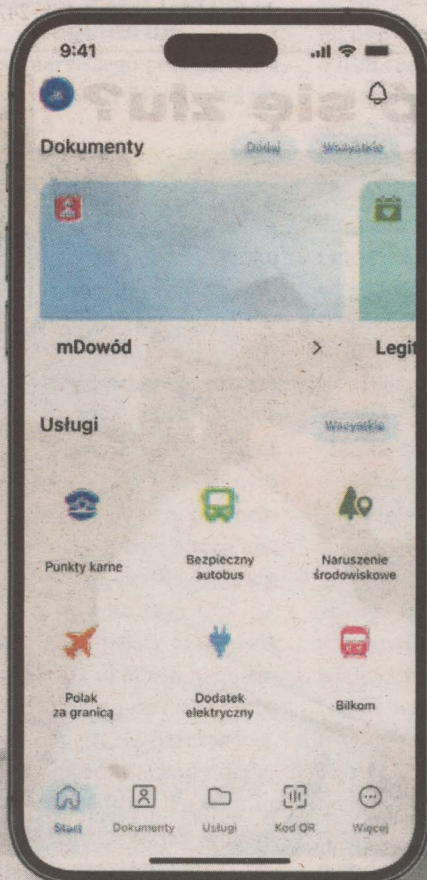 9:41
Dokumenty
Dodaj
Wszystkie
mDowód
Legit
Usługi
Wszystkie
Punkty karne
Bezpieczny
autobus
Naruszenie
środowiskowe
Polak
za granicą
Dodatek
elektryczny
Bilkom
Start
Dokumenty
Usługi
Kod QR
Więcej